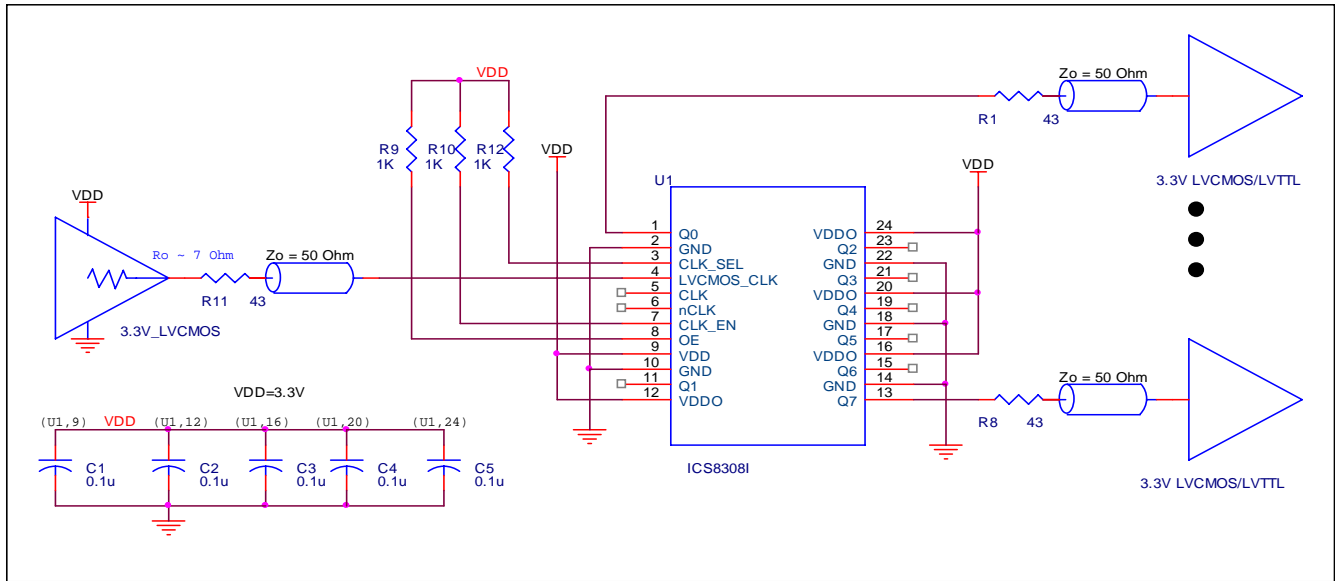 VDD
R9
1K
R10
1K
R12
1K
VDD
VDD
Ro ~ 7 Ohm
Zo = 50 Ohm
R11
43
3.3V_LVCMOS
U1
1
2
3
4
5
6
7
8
9
10
11
12
Q0
GND
CLK_SEL
LVCMOS_CLK
CLK
nCLK
CLK_EN
OE
VDD
GND
Q1
VDDO
24
23
22
21
20
19
18
17
16
15
14
13
VDDO
Q2
GND
Q3
VDDO
Q4
GND
Q5
VDDO
Q6
GND
Q7
ICS8308I
VDD
Zo = 50 Ohm
R1
43
3.3V LVCMOS/LVTTL
Zo = 50 Ohm
R8
43
3.3V LVCMOS/LVTTL
VDD=3.3V
(U1,9)
VDD
(U1,12)
(U1,16)
(U1,20)
(U1,24)
C1
0.1u
C2
0.1u
C3
0.1u
C4
0.1u
C5
0.1u